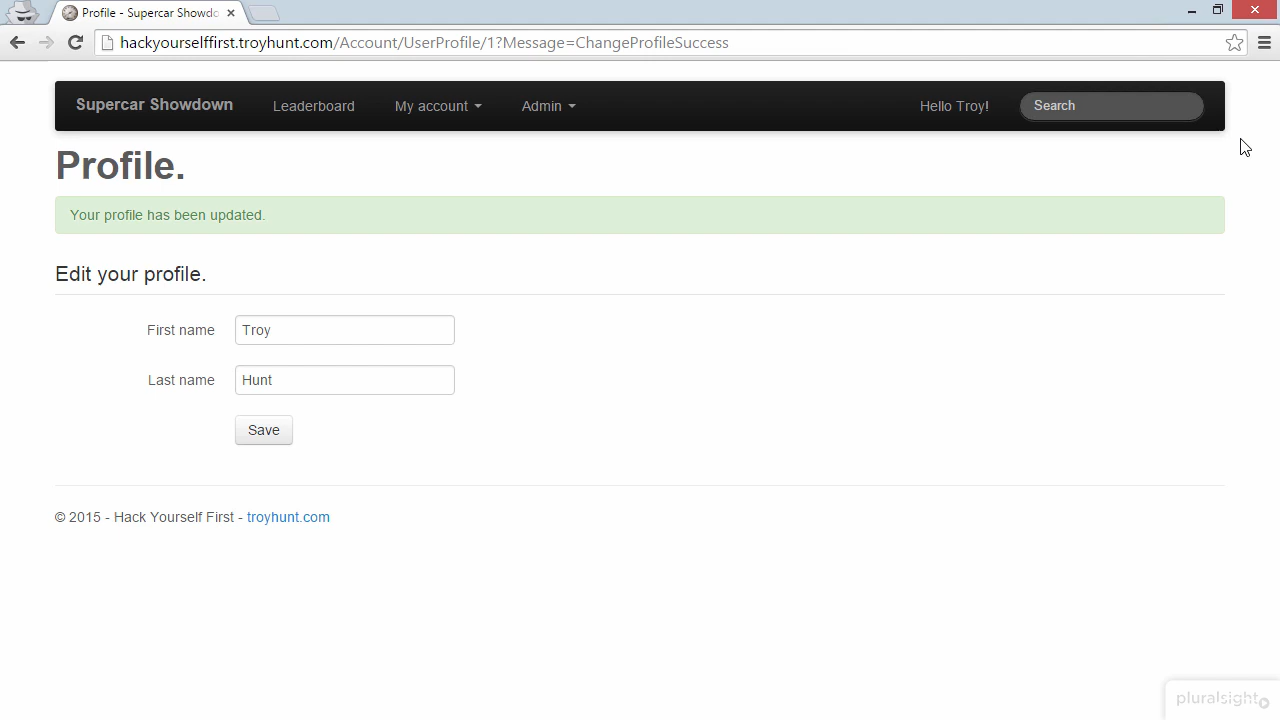 Profile - Supercar Showdo
hackyourselffirst.troyhunt.com/Account/UserProfile/1?Message=ChangeProfileSuccess
Supercar Showdown Leaderboard My account Admin Hello Troy! Search
Profile.
Your profile has been updated.
Edit your profile.
First name Troy
Last name Hunt
Save
© 2015 - Hack Yourself First - troyhunt.com
pluralsight